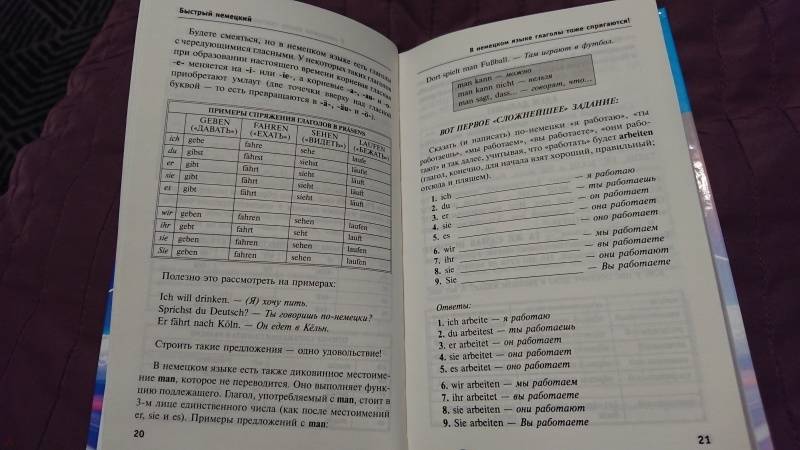 Быстрый немецкий
Будете смеяться, но в немецком языке есть глаголы
с чередующимися гласными. У некоторых таких глаголов
при образовании настоящего времени корневая гласная
-e- меняется на -i- или -ie-, а корневые -a-, -au- и -o-
приобретают умлаут (две точечки вверху над гласной
буквой — то есть превращаются в -ä-, -äu- и -ö-).
ПРИМЕРЫ СПРЯЖЕНИЯ ГЛАГОЛОВ В PRÄSENS
GEBEN («ДАВАТЬ») FAHREN («ЕХАТЬ») SEHEN («ВИДЕТЬ») LAUFEN («БЕЖАТЬ»)
ich gebe fahre sehe laufe
du gibst fährst siehst läufst
er gibt fährt sieht läuft
sie gibt fährt sieht läuft
es gibt fährt sieht läuft
wir geben fahren sehen laufen
ihr gebt fahrt seht lauft
sie geben fahren sehen laufen
Sie geben fahren sehen laufen
Полезно это рассмотреть на примерах:
Ich will drinken. — (Я) хочу пить.
Sprichst du Deutsch? — Ты говоришь по-немецки?
Er fährt nach Köln. — Он едет в Кёльн.
Строить такие предложения — одно удовольствие!
В немецком языке есть также диковинное местоиме-
ние man, которое не переводится. Оно выполняет функ-
цию подлежащего. Глагол, употребляемый с man, стоит в
3-м лице единственного числа (как после местоимений
er, sie и es). Примеры предложений с man:
20
В немецком языке глаголы тоже спрягаются!
Dort spielt man Fußball. — Там играют в футбол.
man kann — можно
man kann nicht — нельзя
man sagt, dass... — говорят, что...
ВОТ ПЕРВОЕ «СЛОЖНЕЙШЕЕ» ЗАДАНИЕ:
Сказать (и написать) по-немецки «я работаю», «ты
работаешь», «мы работаем», «вы работаете», «они рабо-
тают» и так далее, учитывая, что «работать» будет arbeiten
(глагол, конечно, для начала взят хороший, правильный;
отсюда и пляшем).
1. ich — я работаю
2. du — ты работаешь
3. er — он работает
4. sie — она работает
5. es — оно работает
6. wir — мы работаем
7. ihr — вы работаете
8. sie — они работают
9. Sie — Вы работаете
Ответы:
1. ich arbeite — я работаю
2. du arbeitest — ты работаешь
3. er arbeitet — он работает
4. sie arbeitet — она работает
5. es arbeitet — оно работает
6. wir arbeiten — мы работаем
7. ihr arbeitet — вы работаете
8. sie arbeiten — они работают
9. Sie arbeiten — Вы работаете
21